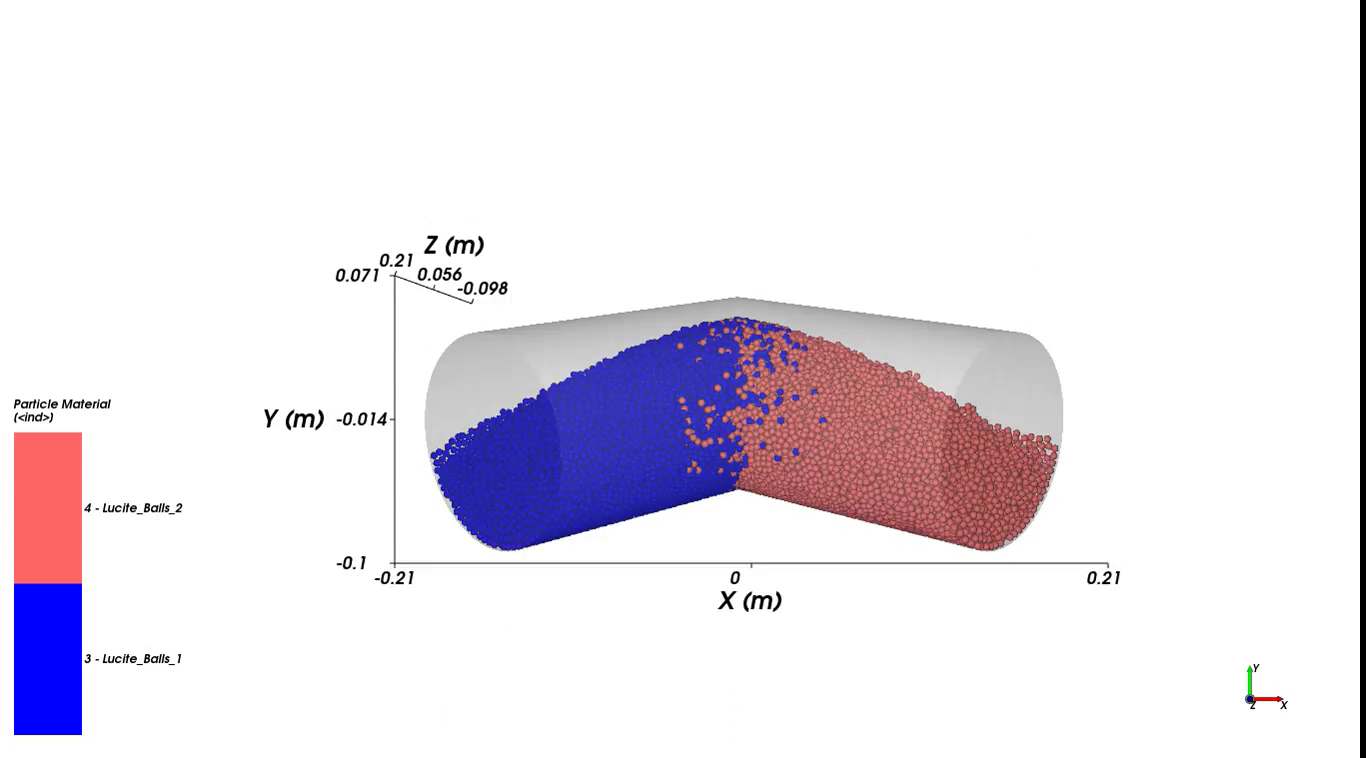 Z (m)
0.21
0.071
0.056
-0.098
Y (m)
-0.014
Particle Material
(<ind>)
4 - Lucite_Balls_2
3 - Lucite_Balls_1
-0.1
-0.21
0
0.21
X (m)
Y
Z
X